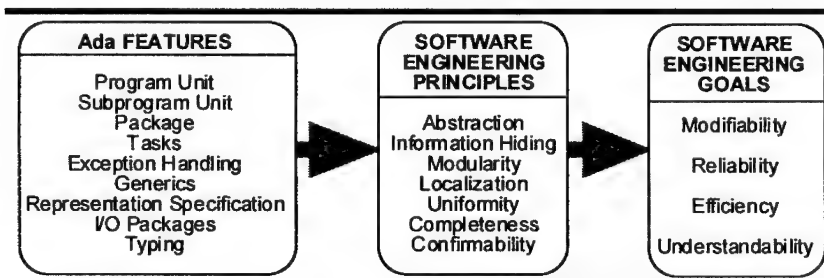 Ada FEATURES
Program Unit
Subprogram Unit
Package
Tasks
Exception Handling
Generics
Representation Specification
I/O Packages
Typing
SOFTWARE
ENGINEERING
PRINCIPLES
Abstraction
Information Hiding
Modularity
Localization
Uniformity
Completeness
Confirmability
SOFTWARE
ENGINEERING
GOALS
Modifiability
Reliability
Efficiency
Understandability